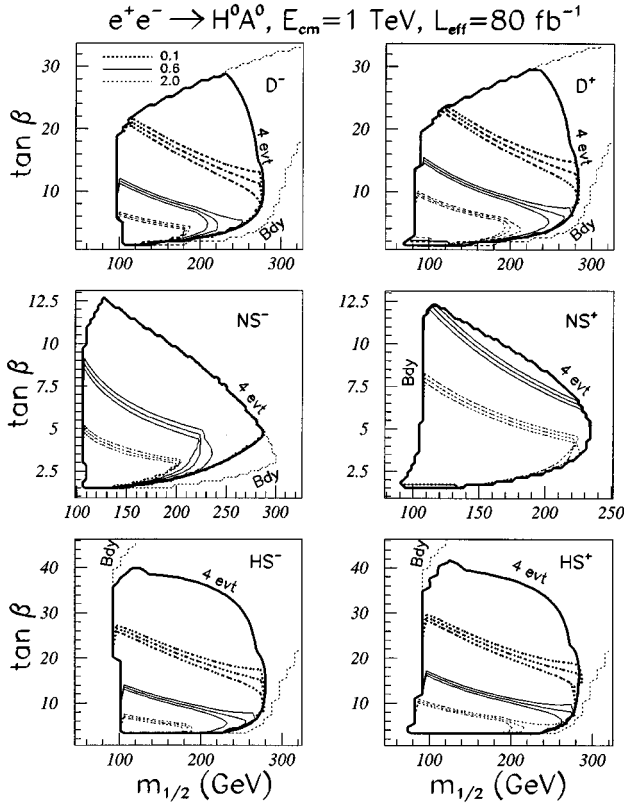 e⁺e⁻ → H⁰A⁰, E_cm=1 TeV, L_eff=80 fb⁻¹
0.1
0.6
2.0
D⁻
D⁺
30
20
10
tan β
4 evt
Bdy
100 200 300
30
20
10
4 evt
Bdy
100 200 300
NS⁻
NS⁺
12.5
10
7.5
5
2.5
tan β
4 evt
Bdy
100 150 200 250 300
12.5
10
7.5
5
2.5
Bdy
4 evt
100 150 200 250
HS⁻
HS⁺
40
30
20
10
tan β
Bdy
4 evt
100 200 300
40
30
20
10
Bdy
4 evt
100 200 300
m_1/2 (GeV)
m_1/2 (GeV)